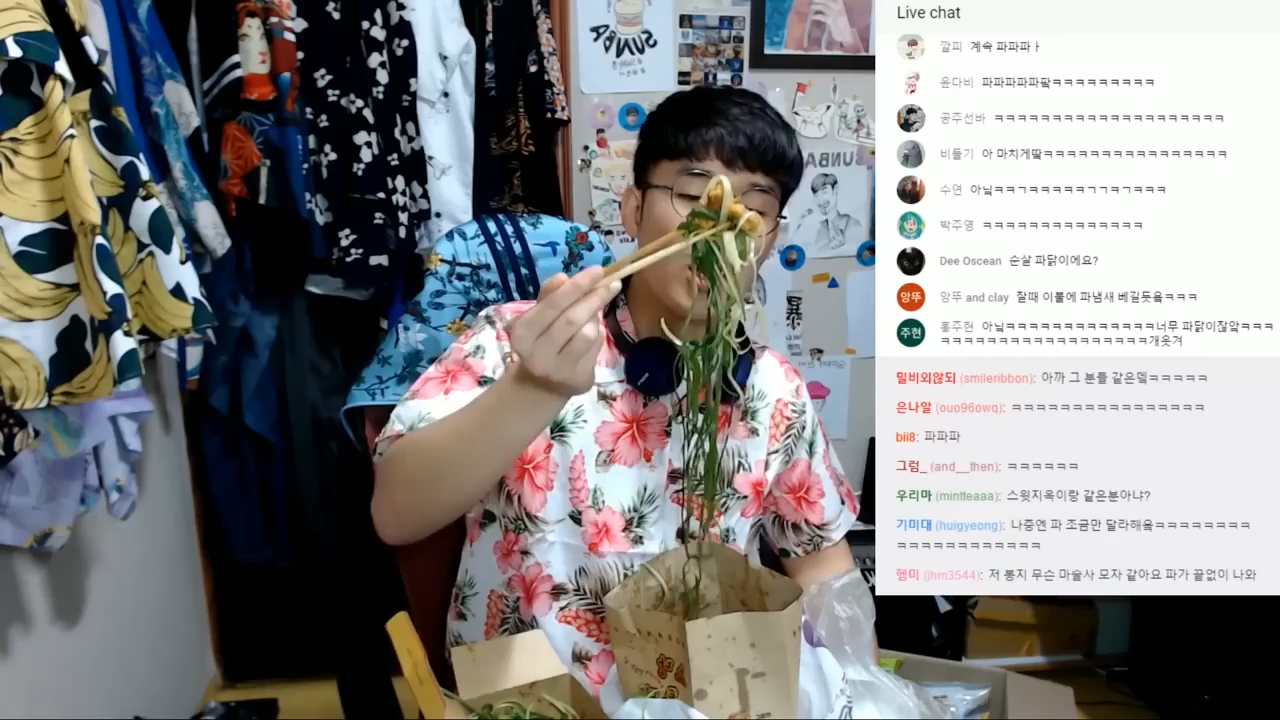 SUNBA
SUNBA
Live chat
깔피 계속 파파파ㅏ
윤다비 파파파파파팤ㅋㅋㅋㅋㅋㅋㅋㅋㅋ
공주선바 ㅋㅋㅋㅋㅋㅋㅋㅋㅋㅋㅋㅋㅋㅋㅋㅋㅋㅋㅋㅋ
비둘기 아 마치게땈ㅋㅋㅋㅋㅋㅋㅋㅋㅋㅋㅋㅋㅋㅋㅋㅋ
수연 아닠ㅋㅋㄱㅋㅋㅋㅋㅋㄱㄱㅋㄱㅋㅋㅋ
박주영 ㅋㅋㅋㅋㅋㅋㅋㅋㅋㅋㅋㅋㅋㅋ
Dee Oscean 순살 파닭이에요?
앙뚜 앙뚜 and clay 잘때 이불에 파냄새 베길듯욬ㅋㅋㅋ
주현 홍주현 아닠ㅋㅋㅋㅋㅋㅋㅋㅋㅋㅋㅋㅋㅋ너무 파닭이잖앜ㅋㅋㅋ
ㅋㅋㅋㅋㅋㅋㅋㅋㅋㅋㅋㅋㅋㅋㅋㅋㅋㅋ개웃겨
밀비외않되 (smileribbon): 아까 그 분들 같은뎈ㅋㅋㅋㅋㅋ
은나알 (ouo96owq): ㅋㅋㅋㅋㅋㅋㅋㅋㅋㅋㅋㅋㅋㅋㅋㅋ
bii8: 파파파
그럼_ (and__then): ㅋㅋㅋㅋㅋㅋ
우리마 (mintteaaa): 스윗지옥이랑 같은분아냐?
기미대 (huigyeong): 나중엔 파 조금만 달라해욬ㅋㅋㅋㅋㅋㅋㅋㅋ
ㅋㅋㅋㅋㅋㅋㅋㅋㅋㅋㅋㅋ
헴미 (jhm3544): 저 봉지 무슨 마술사 모자 같아요 파가 끝없이 나와